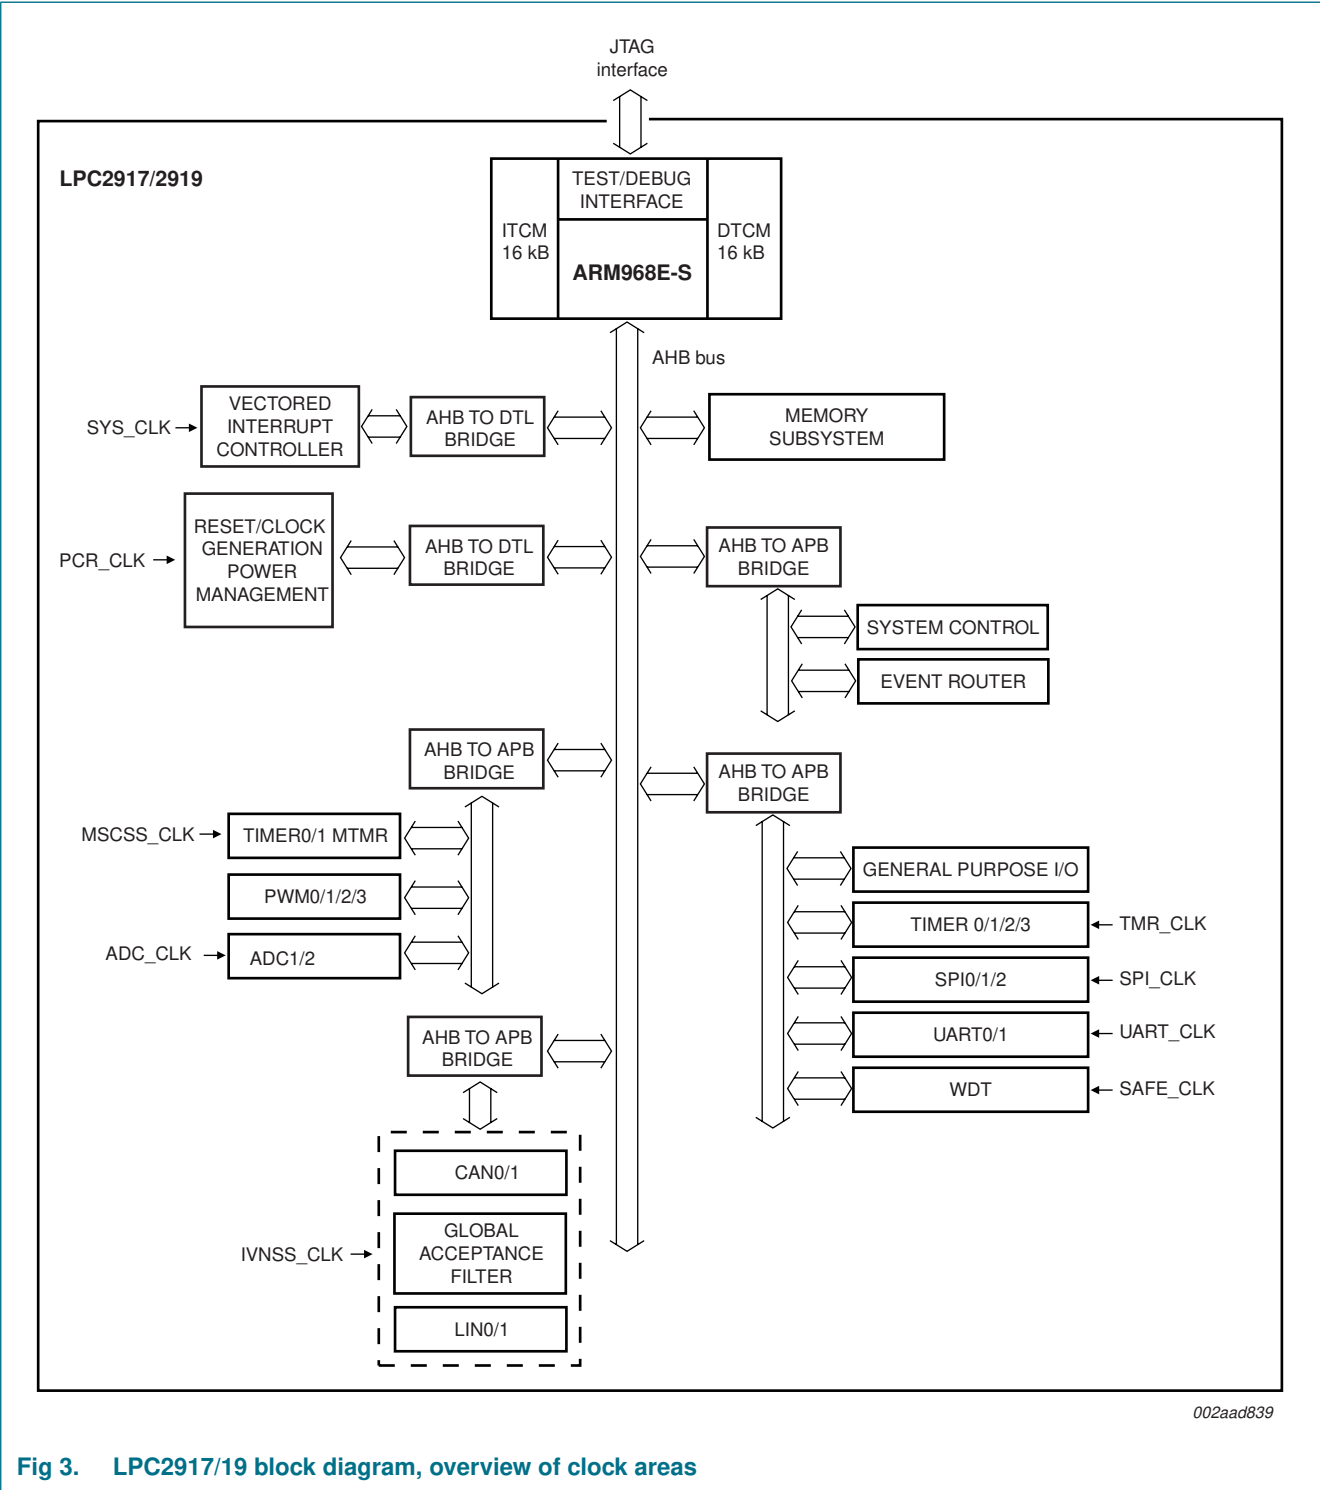 JTAG
interface
LPC2917/2919
TEST/DEBUG
INTERFACE
ITCM
16 kB
DTCM
16 kB
ARM968E-S
AHB bus
SYS_CLK
VECTORED
INTERRUPT
CONTROLLER
AHB TO DTL
BRIDGE
MEMORY
SUBSYSTEM
PCR_CLK
RESET/CLOCK
GENERATION
POWER
MANAGEMENT
AHB TO DTL
BRIDGE
AHB TO APB
BRIDGE
SYSTEM CONTROL
EVENT ROUTER
AHB TO APB
BRIDGE
AHB TO APB
BRIDGE
MSCSS_CLK
TIMER0/1 MTMR
PWM0/1/2/3
ADC_CLK
ADC1/2
GENERAL PURPOSE I/O
TIMER 0/1/2/3
TMR_CLK
SPI0/1/2
SPI_CLK
UART0/1
UART_CLK
WDT
SAFE_CLK
AHB TO APB
BRIDGE
CAN0/1
IVNSS_CLK
GLOBAL
ACCEPTANCE
FILTER
LIN0/1
002aad839
Fig 3. LPC2917/19 block diagram, overview of clock areas